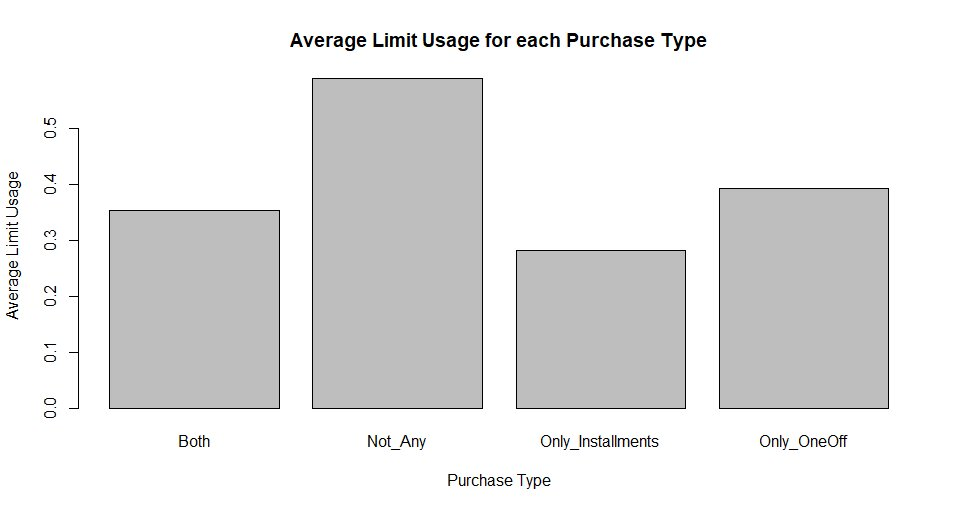 Average Limit Usage for each Purchase Type
Average Limit Usage
0.5
0.4
0.3
0.2
0.1
0.0
Both
Not_Any
Only_Installments
Only_OneOff
Purchase Type